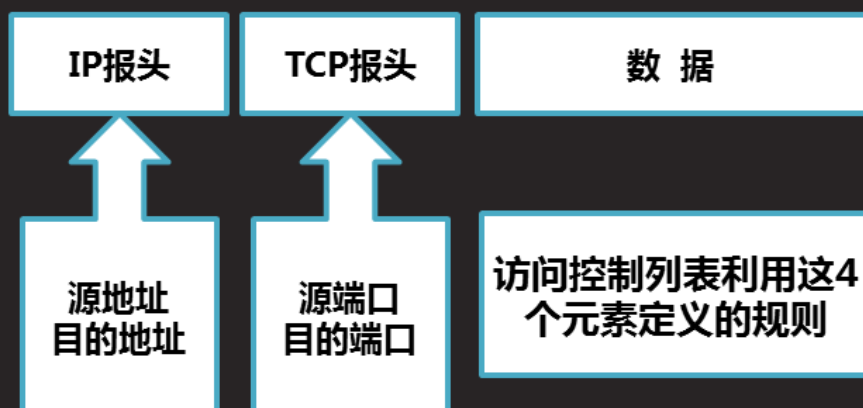 IP报头
TCP报头
数 据
源地址
目的地址
源端口
目的端口
访问控制列表利用这4
个元素定义的规则